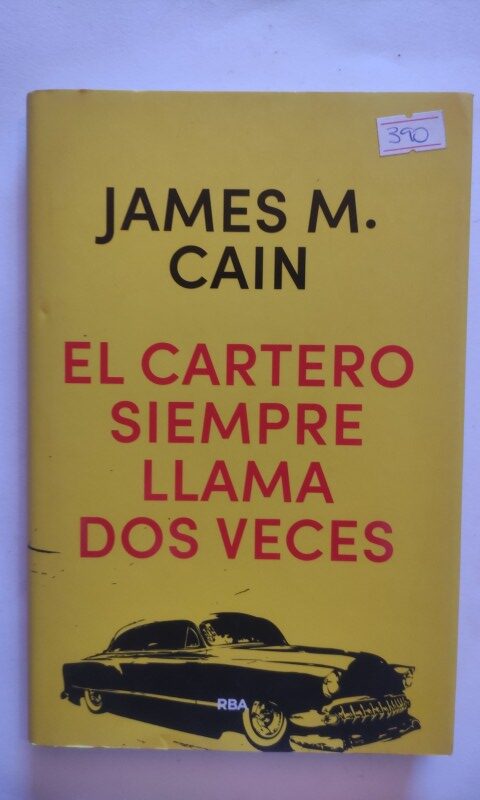 390
JAMES M.
CAIN
EL CARTERO
SIEMPRE
LLAMA
DOS VECES
RBA